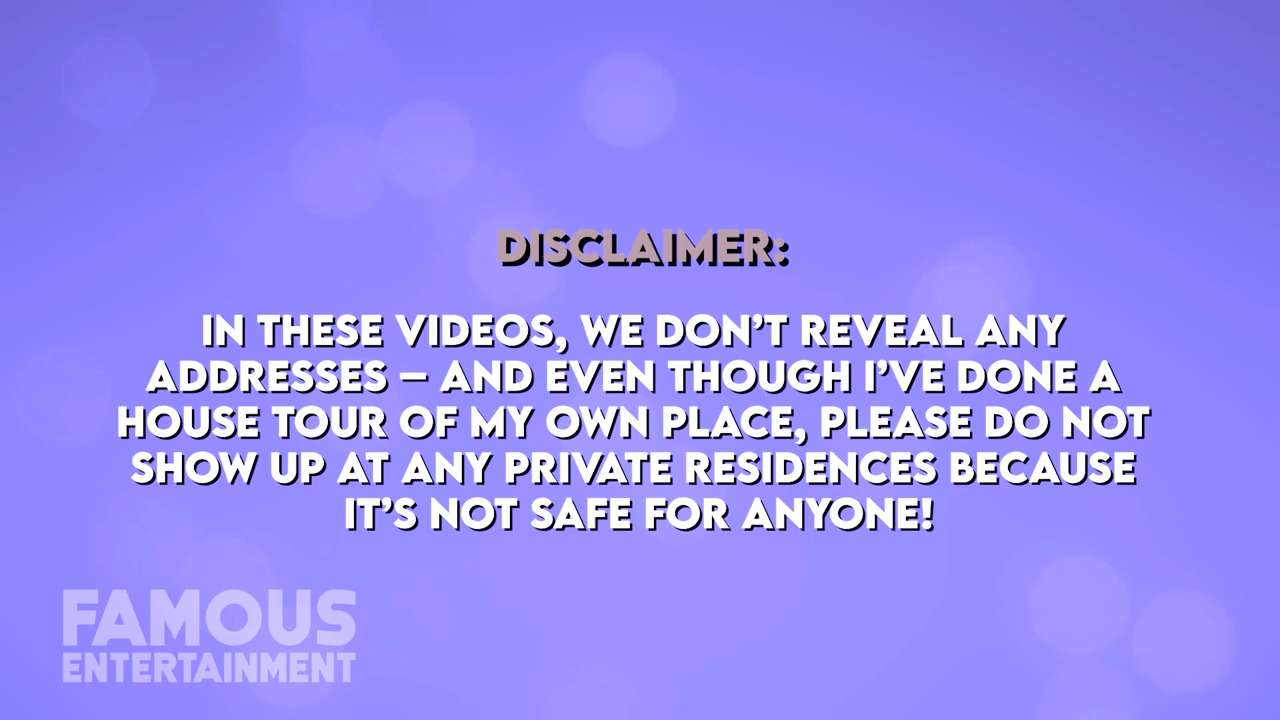 DISCLAIMER:
IN THESE VIDEOS, WE DON’T REVEAL ANY
ADDRESSES – AND EVEN THOUGH I’VE DONE A
HOUSE TOUR OF MY OWN PLACE, PLEASE DO NOT
SHOW UP AT ANY PRIVATE RESIDENCES BECAUSE
IT’S NOT SAFE FOR ANYONE!
FAMOUS
ENTERTAINMENT